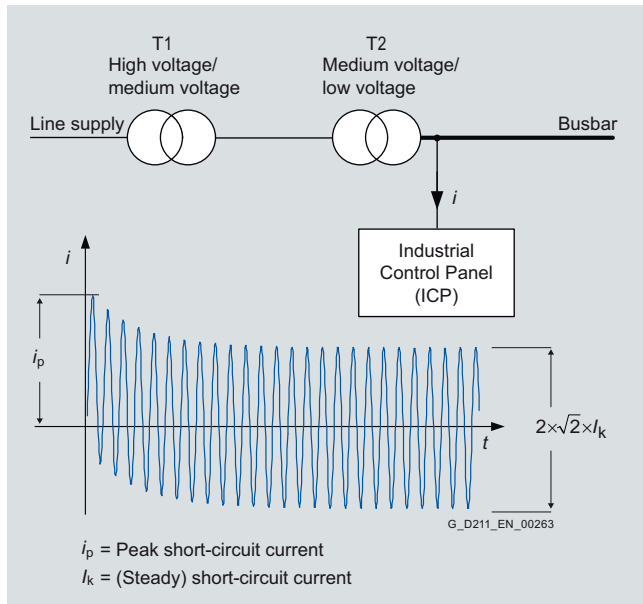 T1
High voltage/
medium voltage
T2
Medium voltage/
low voltage
Line supply
Busbar
i
Industrial
Control Panel
(ICP)
i
iₚ
t
2×√2×Iₖ
G_D211_EN_00263
iₚ = Peak short-circuit current
Iₖ = (Steady) short-circuit current